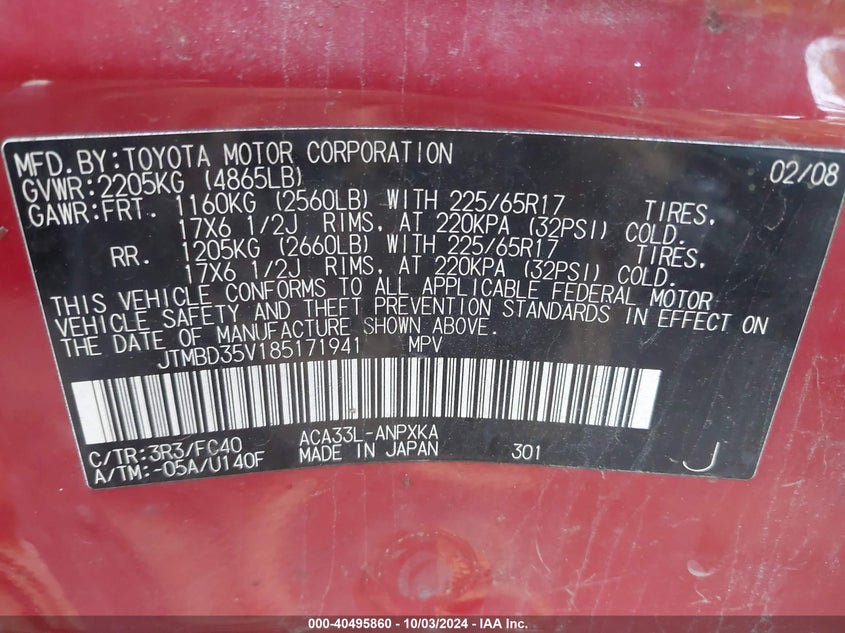 MFD.BY:TOYOTA MOTOR CORPORATION 02/08
GVWR:2205KG (4865LB)
GAWR:FRT. 1160KG (2560LB) WITH 225/65R17 TIRES,
17X6 1/2J RIMS, AT 220KPA (32PSI) COLD.
RR. 1205KG (2660LB) WITH 225/65R17 TIRES,
17X6 1/2J RIMS, AT 220KPA (32PSI) COLD.
THIS VEHICLE CONFORMS TO ALL APPLICABLE FEDERAL MOTOR
VEHICLE SAFETY AND THEFT PREVENTION STANDARDS IN EFFECT ON
THE DATE OF MANUFACTURE SHOWN ABOVE.
JTMBD35V185171941 MPV
C/TR:3R3/FC40 ACA33L-ANPXKA
A/TM:-05A/U140F MADE IN JAPAN 301 J
000-40495860 - 10/03/2024 - IAA Inc.